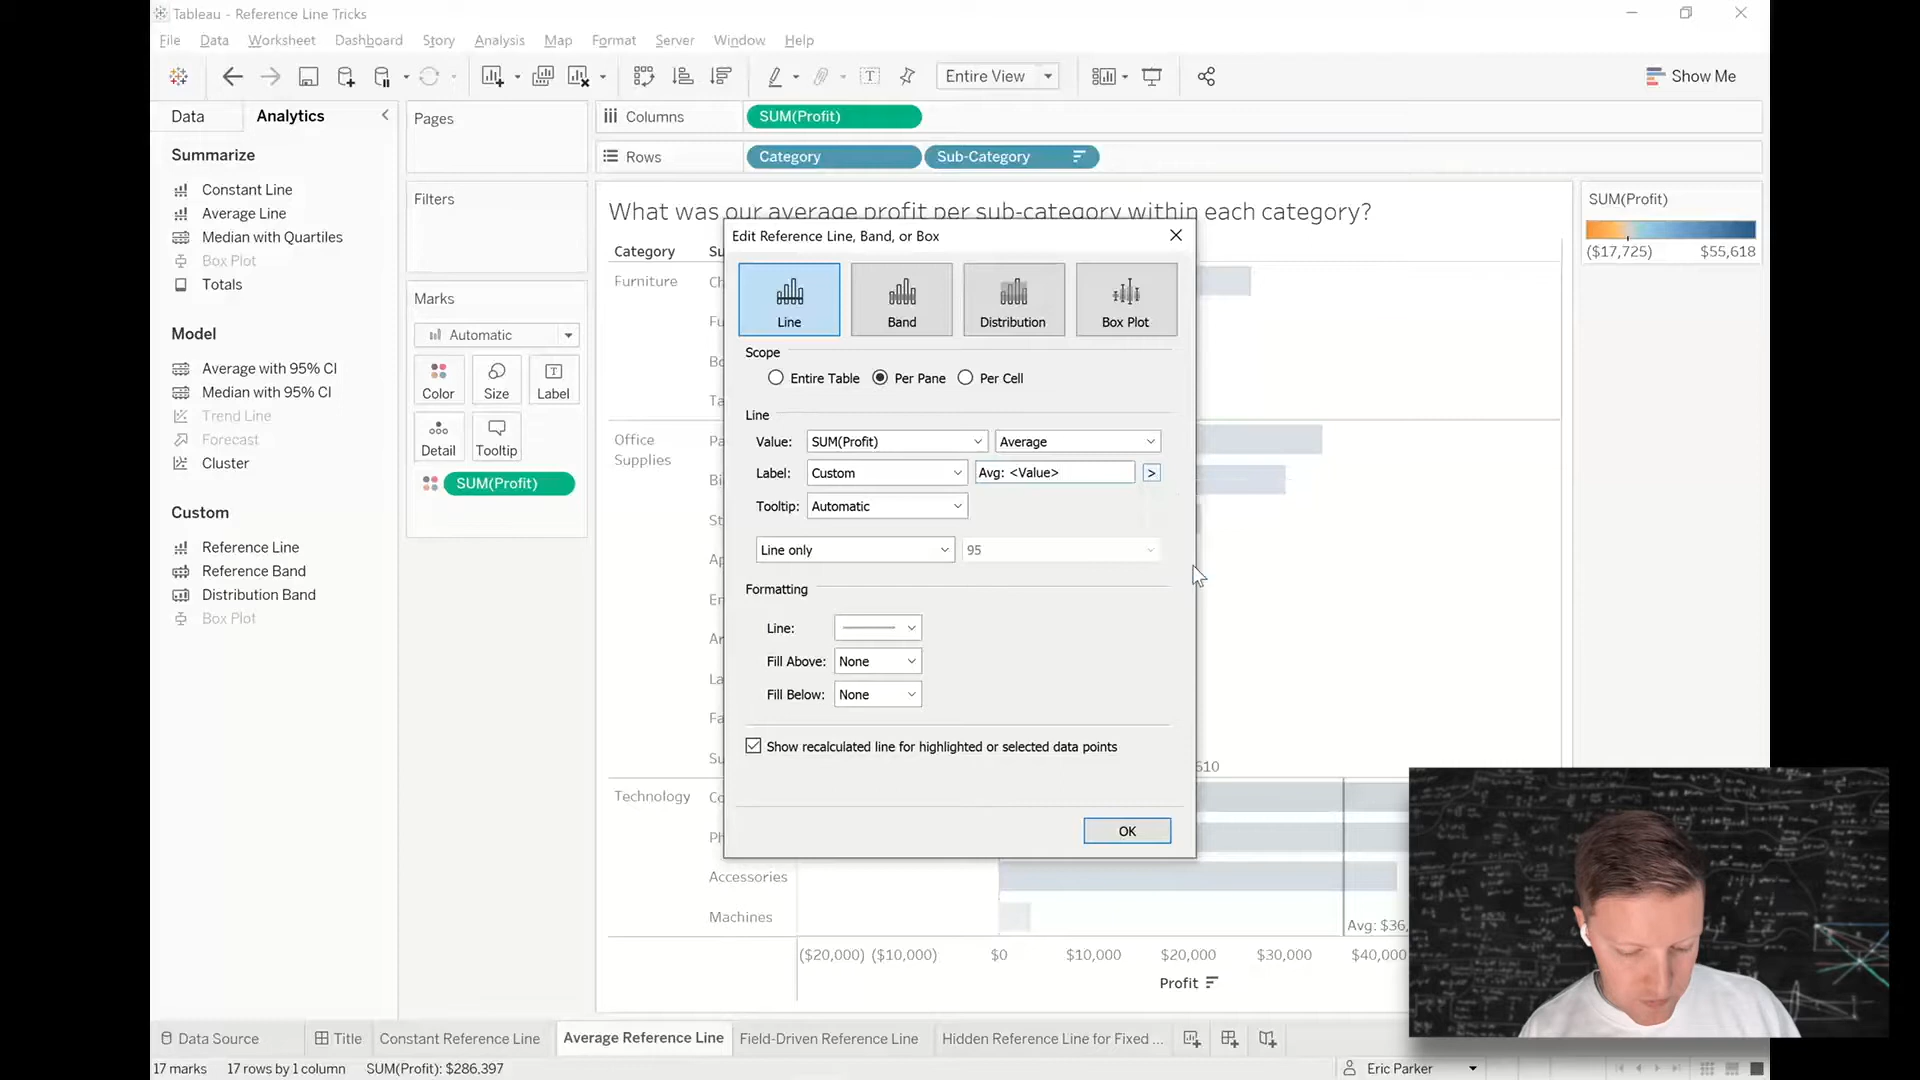 Tableau - Reference Line Tricks
File Data Worksheet Dashboard Story Analysis Map Format Server Window Help
Entire View
Show Me
Data Analytics
Summarize
Constant Line
Average Line
Median with Quartiles
Box Plot
Totals
Model
Average with 95% CI
Median with 95% CI
Trend Line
Forecast
Cluster
Custom
Reference Line
Reference Band
Distribution Band
Box Plot
Pages
Filters
Marks
Automatic
Color Size Label
Detail Tooltip
SUM(Profit)
Columns SUM(Profit)
Rows Category Sub-Category
What was our average profit per sub-category within each category?
Category
Furniture
Office
Supplies
Technology
Accessories
Machines
Avg: $36,
($20,000) ($10,000) $0 $10,000 $20,000 $30,000 $40,000
Profit
Edit Reference Line, Band, or Box
Line Band Distribution Box Plot
Scope
Entire Table Per Pane Per Cell
Line
Value: SUM(Profit) Average
Label: Custom Avg: <Value> >
Tooltip: Automatic
Line only 95
Formatting
Line:
Fill Above: None
Fill Below: None
Show recalculated line for highlighted or selected data points
OK
SUM(Profit)
($17,725) $55,618
Data Source Title Constant Reference Line Average Reference Line Field-Driven Reference Line Hidden Reference Line for Fixed ...
17 marks 17 rows by 1 column SUM(Profit): $286,397
Eric Parker